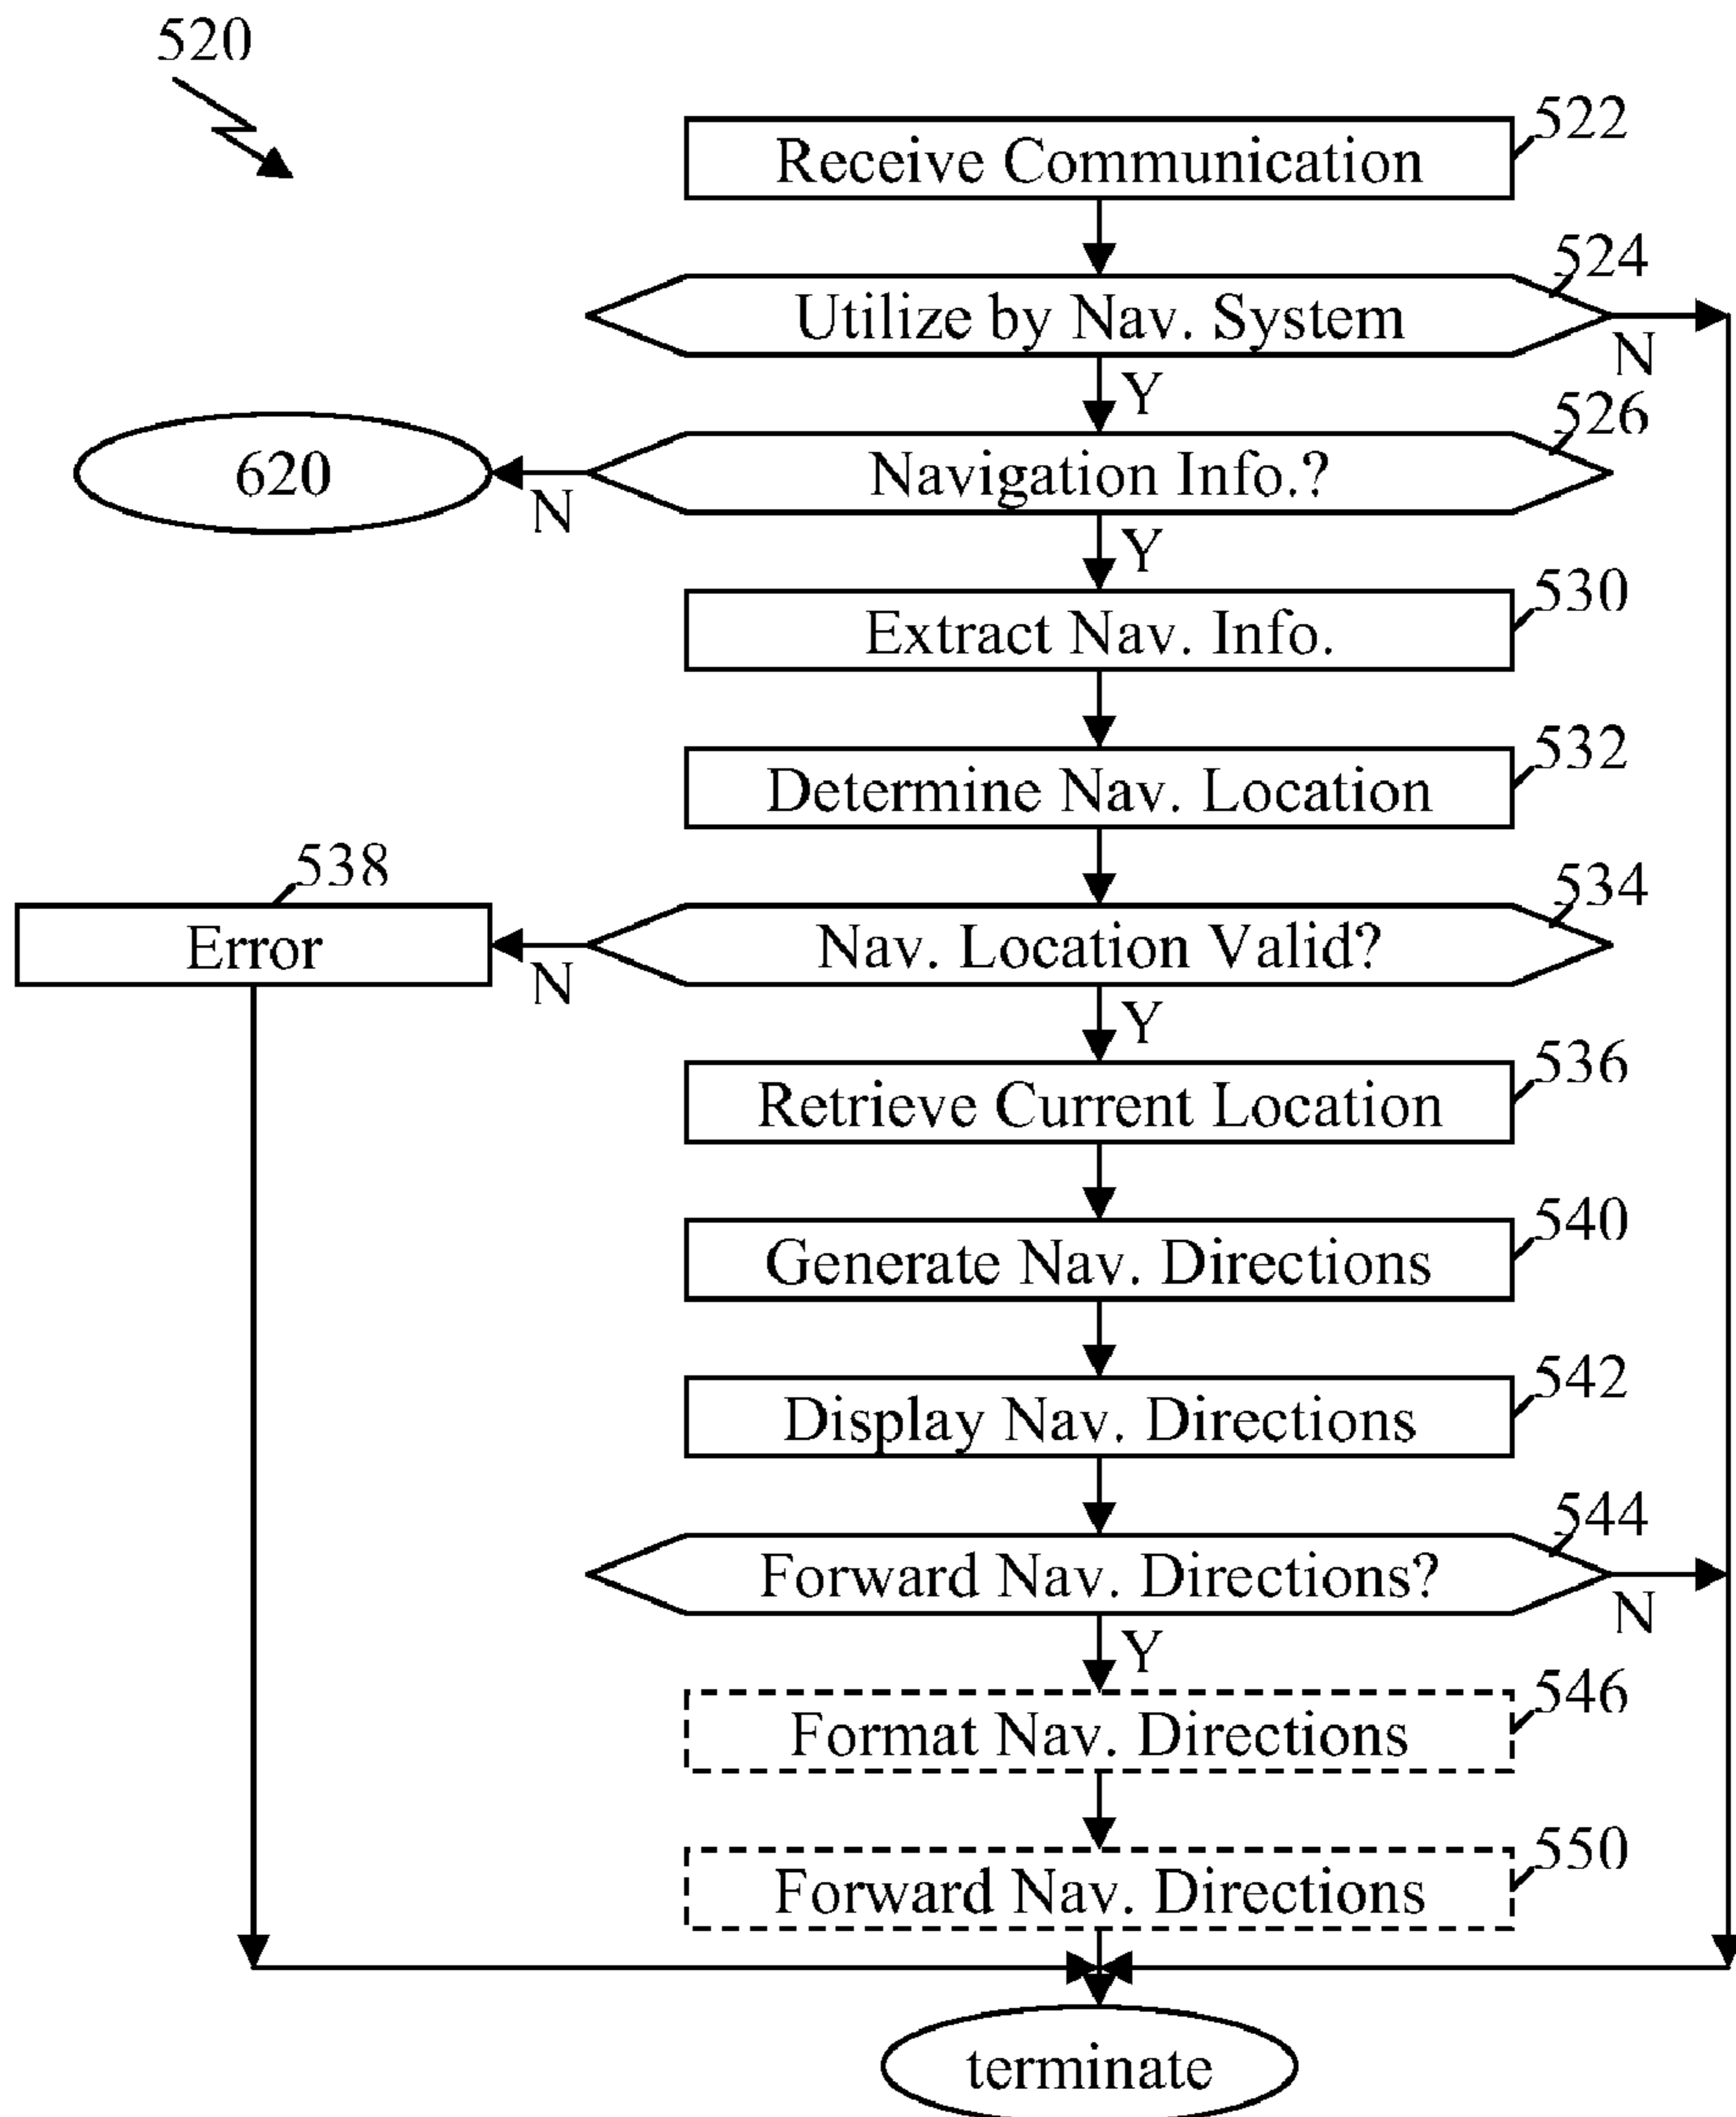 520
522
Receive Communication
524
Utilize by Nav. System
N
Y
526
620
Navigation Info.?
N
Y
530
Extract Nav. Info.
532
Determine Nav. Location
538
534
Error
Nav. Location Valid?
N
Y
536
Retrieve Current Location
540
Generate Nav. Directions
542
Display Nav. Directions
544
Forward Nav. Directions?
N
Y
546
Format Nav. Directions
550
Forward Nav. Directions
terminate